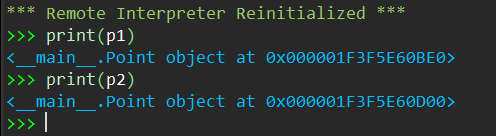 *** Remote Interpreter Reinitialized ***
>>> print(p1)
<__main__.Point object at 0x000001F3F5E60BE0>
>>> print(p2)
<__main__.Point object at 0x000001F3F5E60D00>
>>>